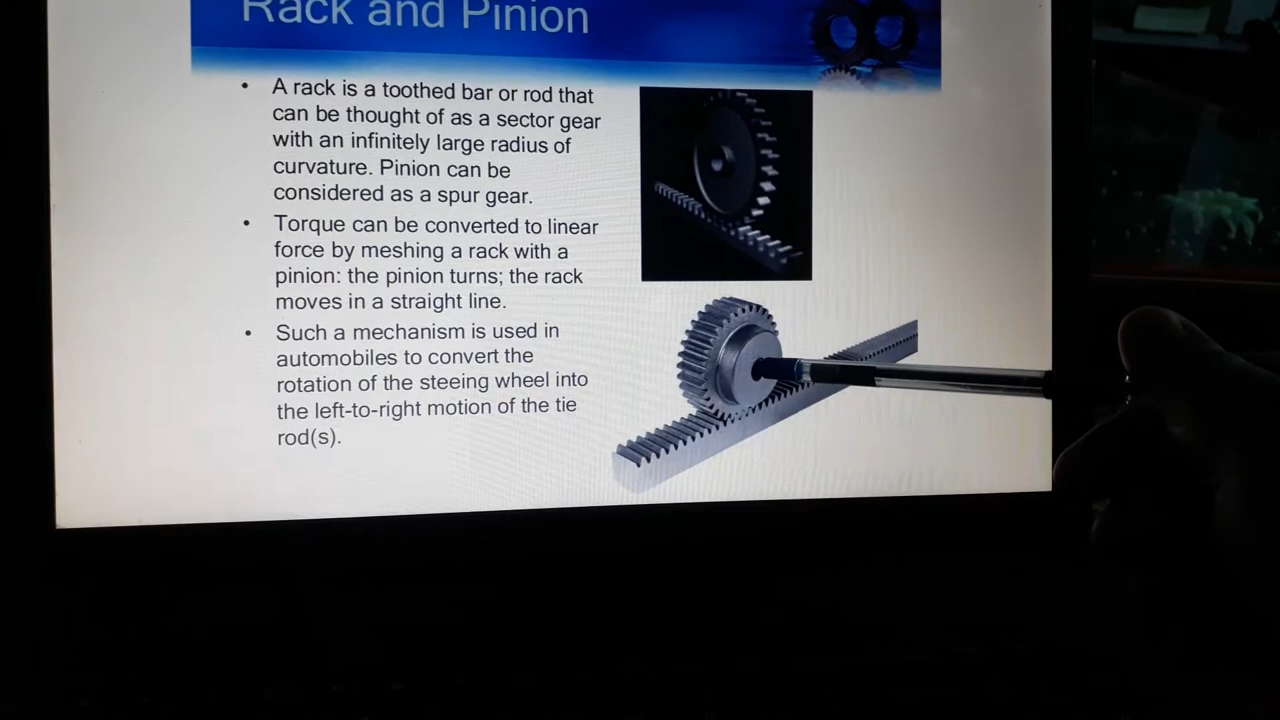 Rack and Pinion
• A rack is a toothed bar or rod that
can be thought of as a sector gear
with an infinitely large radius of
curvature. Pinion can be
considered as a spur gear.
• Torque can be converted to linear
force by meshing a rack with a
pinion: the pinion turns; the rack
moves in a straight line.
• Such a mechanism is used in
automobiles to convert the
rotation of the steeing wheel into
the left-to-right motion of the tie
rod(s).